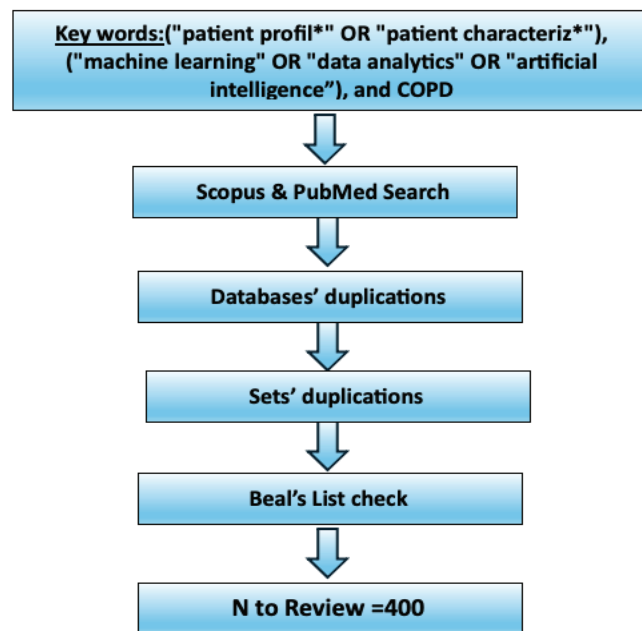 Key words:("patient profil*" OR "patient characteriz*"),
("machine learning" OR "data analytics" OR "artificial
intelligence”), and COPD
Scopus & PubMed Search
Databases’ duplications
Sets’ duplications
Beal’s List check
N to Review =400